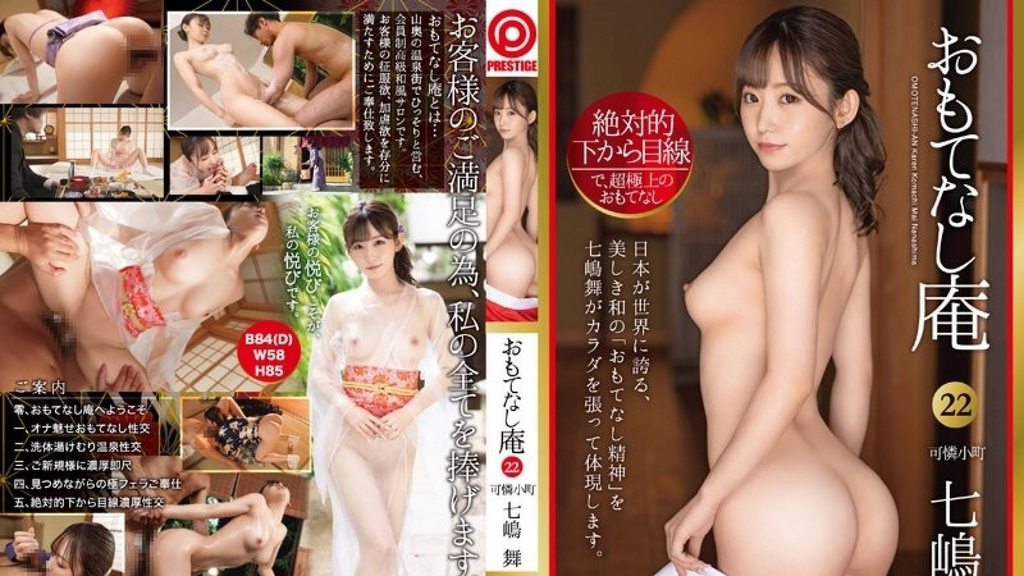 お客様のご満足の為、私の全てを捧げます
おもてなし庵とは…
山奥の温泉街でひっそりと営む、
会員制高級和風サロンです。
お客様の征服欲、加虐欲を存分に
満たすためにご奉仕致します。
お客様の悦びこそが
私の悦びです。
B84(D)
W58
H85
ご案内
零、おもてなし庵へようこそ
一、オナ魅せおもてなし性交
二、洗体湯けむり温泉性交
三、ご新規様に濃厚即尺
四、見つめながらの極フェラご奉仕
五、絶対的下から目線濃厚性交
PRESTIGE
おもてなし庵
22
可憐小町
七嶋舞
絶対的
下から目線
で、超極上の
おもてなし
日本が世界に誇る、
美しき和の「おもてなし精神」を
七嶋舞がカラダを張って体現します。
おもてなし庵
OMOTENASHI-AN Karen Komachi Mai Nanashima
22
可憐小町
七嶋